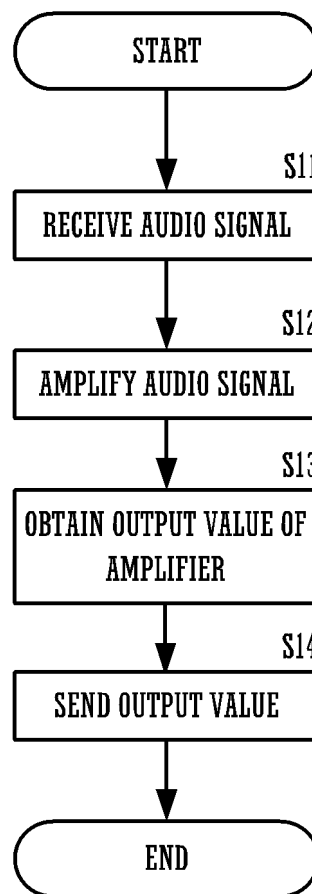 START
S11
RECEIVE AUDIO SIGNAL
S12
AMPLIFY AUDIO SIGNAL
S13
OBTAIN OUTPUT VALUE OF
AMPLIFIER
S14
SEND OUTPUT VALUE
END